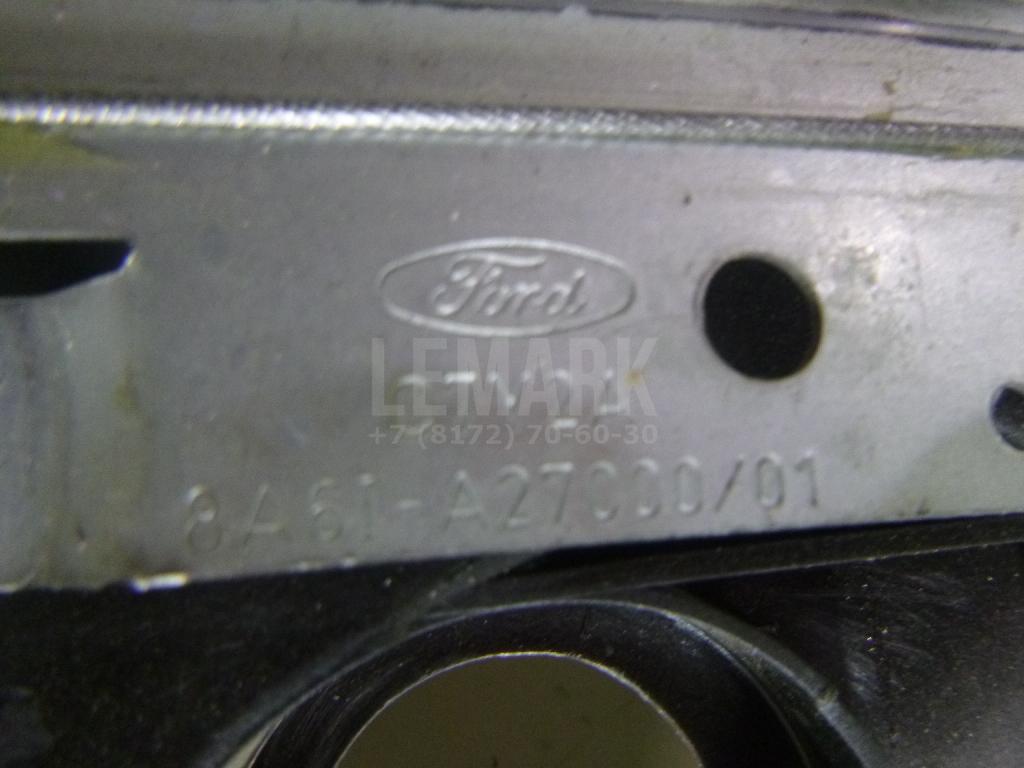 Ford
LEMARK
+7 (8172) 70-60-30
8A61-A27000/01